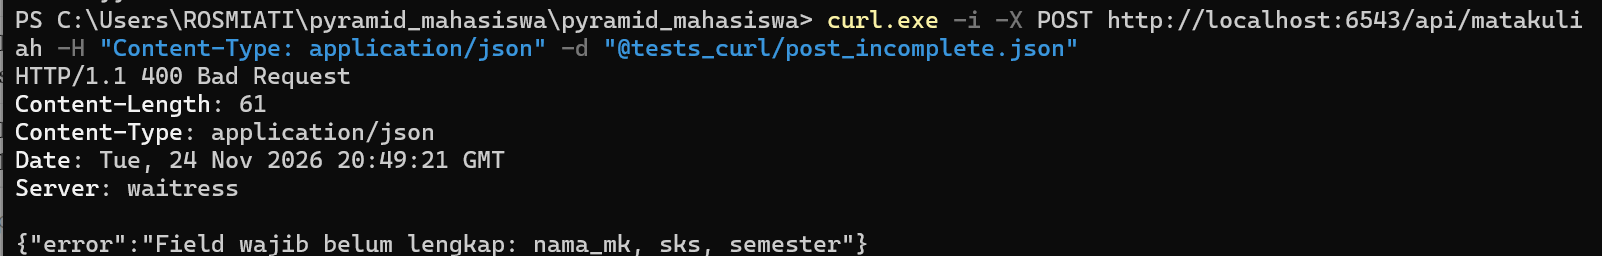 PS C:\Users\ROSMIATI\pyramid_mahasiswa\pyramid_mahasiswa> curl.exe -i -X POST http://localhost:6543/api/matakuli
ah -H "Content-Type: application/json" -d "@tests_curl/post_incomplete.json"
HTTP/1.1 400 Bad Request
Content-Length: 61
Content-Type: application/json
Date: Tue, 24 Nov 2026 20:49:21 GMT
Server: waitress
{"error":"Field wajib belum lengkap: nama_mk, sks, semester"}